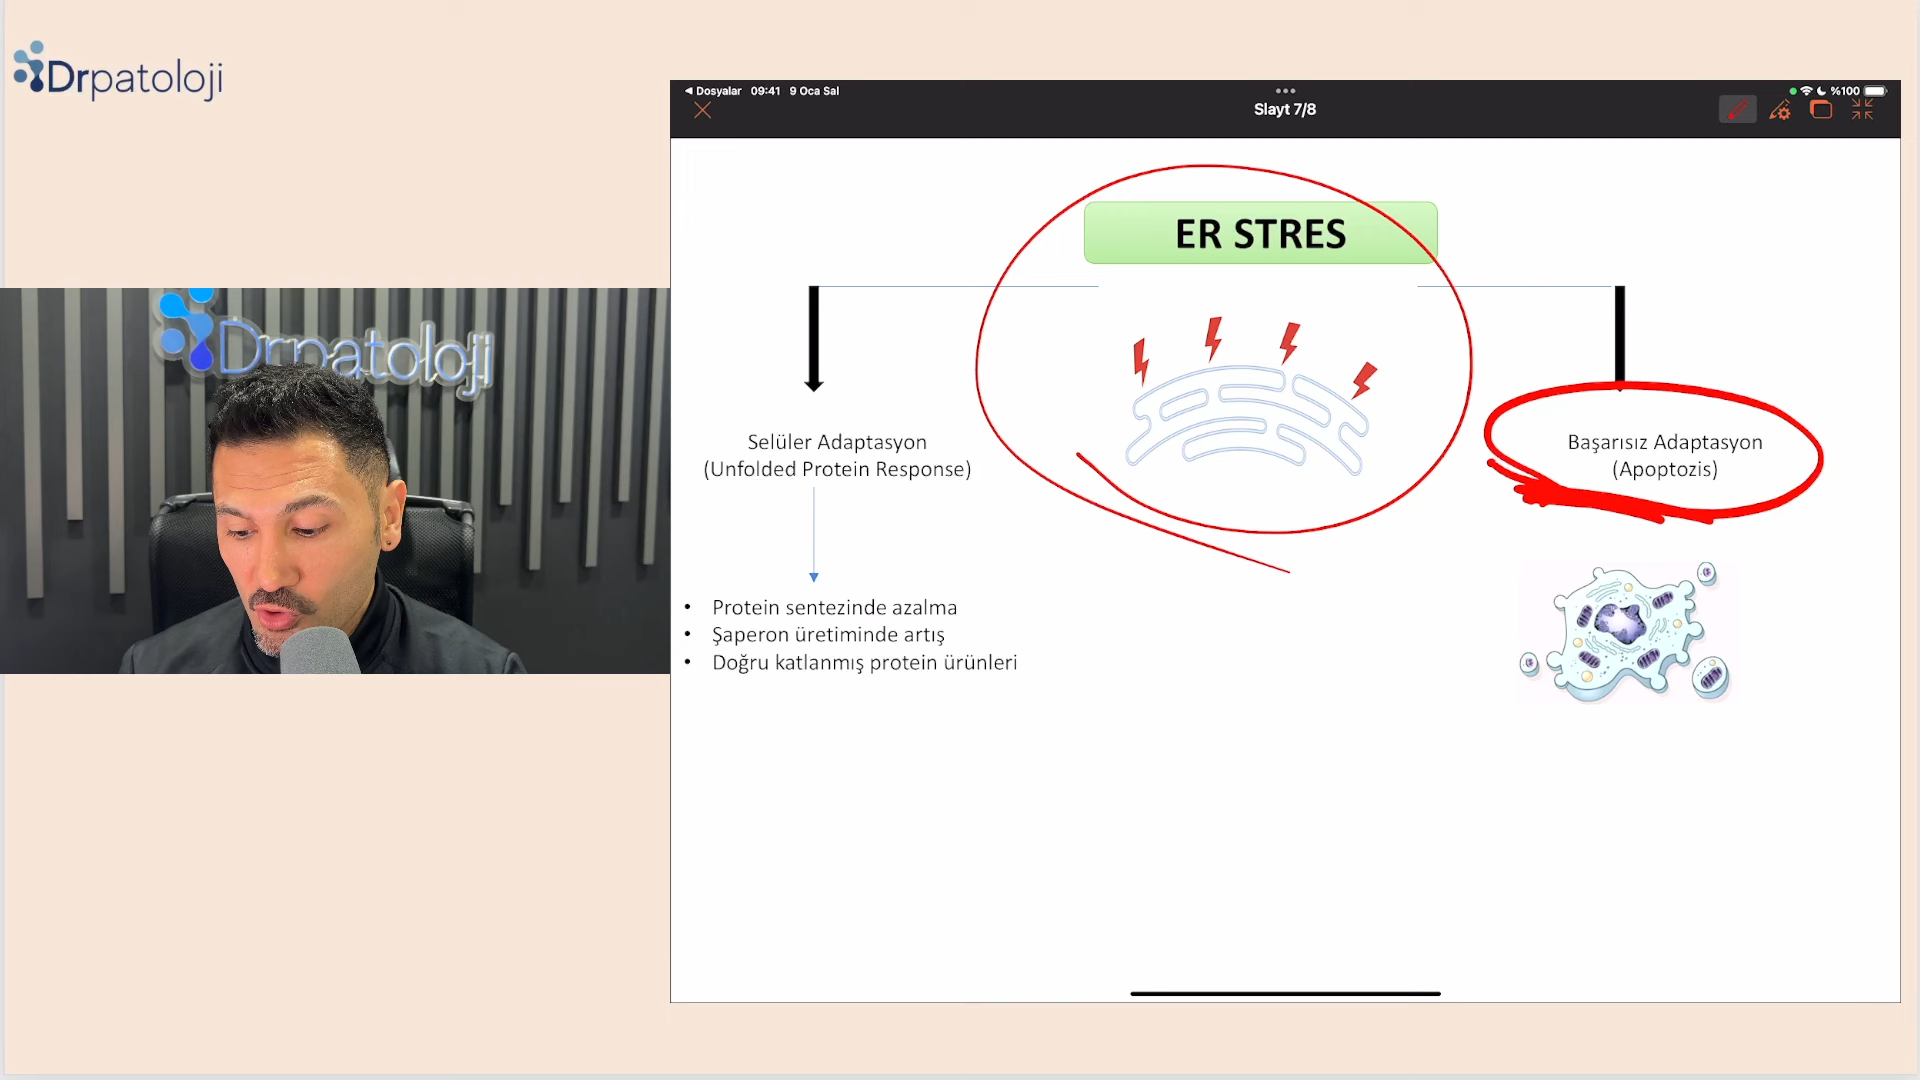 Drpatoloji
Drpatoloji
Dosyalar 09:41 9 Oca Sal
%100
Slayt 7/8
ER STRES
Selüler Adaptasyon
(Unfolded Protein Response)
• Protein sentezinde azalma
• Şaperon üretiminde artış
• Doğru katlanmış protein ürünleri
Başarısız Adaptasyon
(Apoptozis)